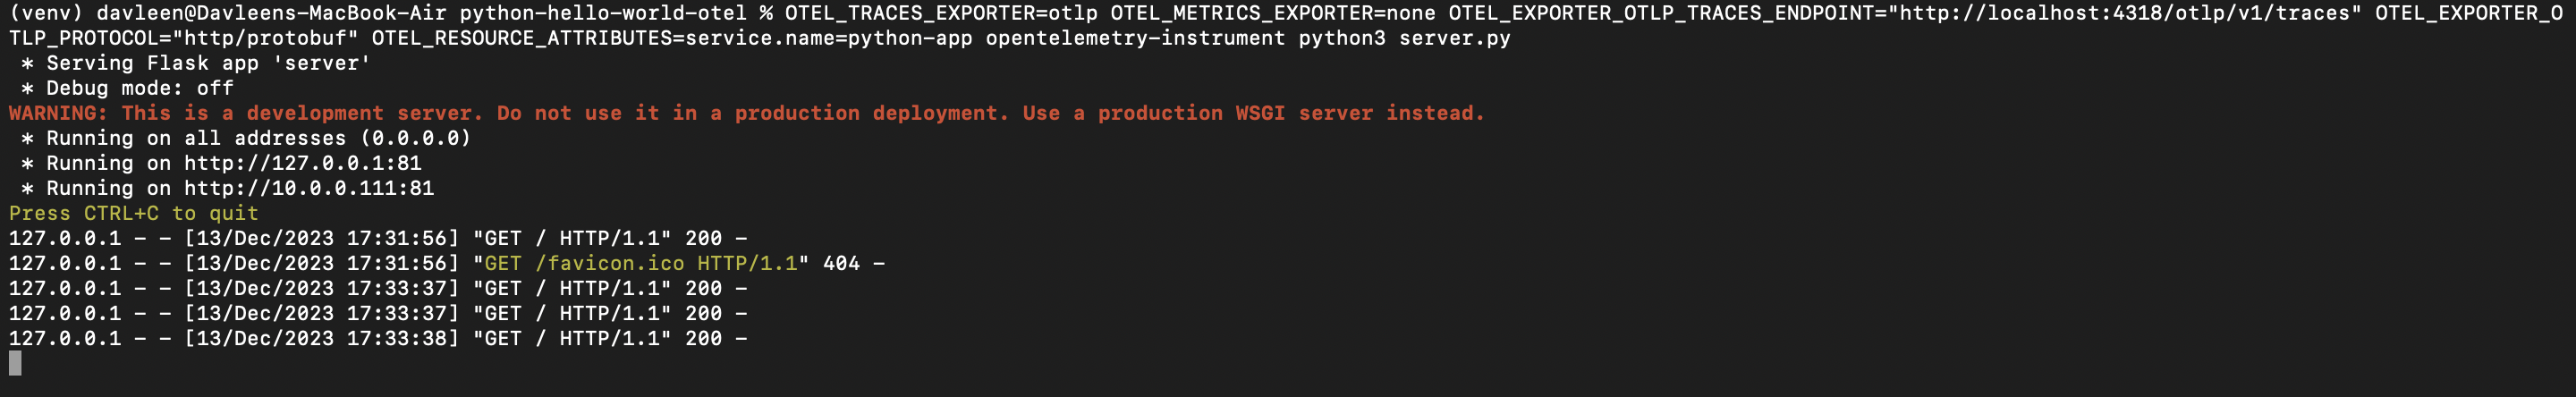 (venv) davleen@Davleens-MacBook-Air python-hello-world-otel % OTEL_TRACES_EXPORTER=otlp OTEL_METRICS_EXPORTER=none OTEL_EXPORTER_OTLP_TRACES_ENDPOINT="http://localhost:4318/otlp/v1/traces" OTEL_EXPORTER_O
TLP_PROTOCOL="http/protobuf" OTEL_RESOURCE_ATTRIBUTES=service.name=python-app opentelemetry-instrument python3 server.py
 * Serving Flask app 'server'
 * Debug mode: off
WARNING: This is a development server. Do not use it in a production deployment. Use a production WSGI server instead.
 * Running on all addresses (0.0.0.0)
 * Running on http://127.0.0.1:81
 * Running on http://10.0.0.111:81
Press CTRL+C to quit
127.0.0.1 - - [13/Dec/2023 17:31:56] "GET / HTTP/1.1" 200 -
127.0.0.1 - - [13/Dec/2023 17:31:56] "GET /favicon.ico HTTP/1.1" 404 -
127.0.0.1 - - [13/Dec/2023 17:33:37] "GET / HTTP/1.1" 200 -
127.0.0.1 - - [13/Dec/2023 17:33:37] "GET / HTTP/1.1" 200 -
127.0.0.1 - - [13/Dec/2023 17:33:38] "GET / HTTP/1.1" 200 -